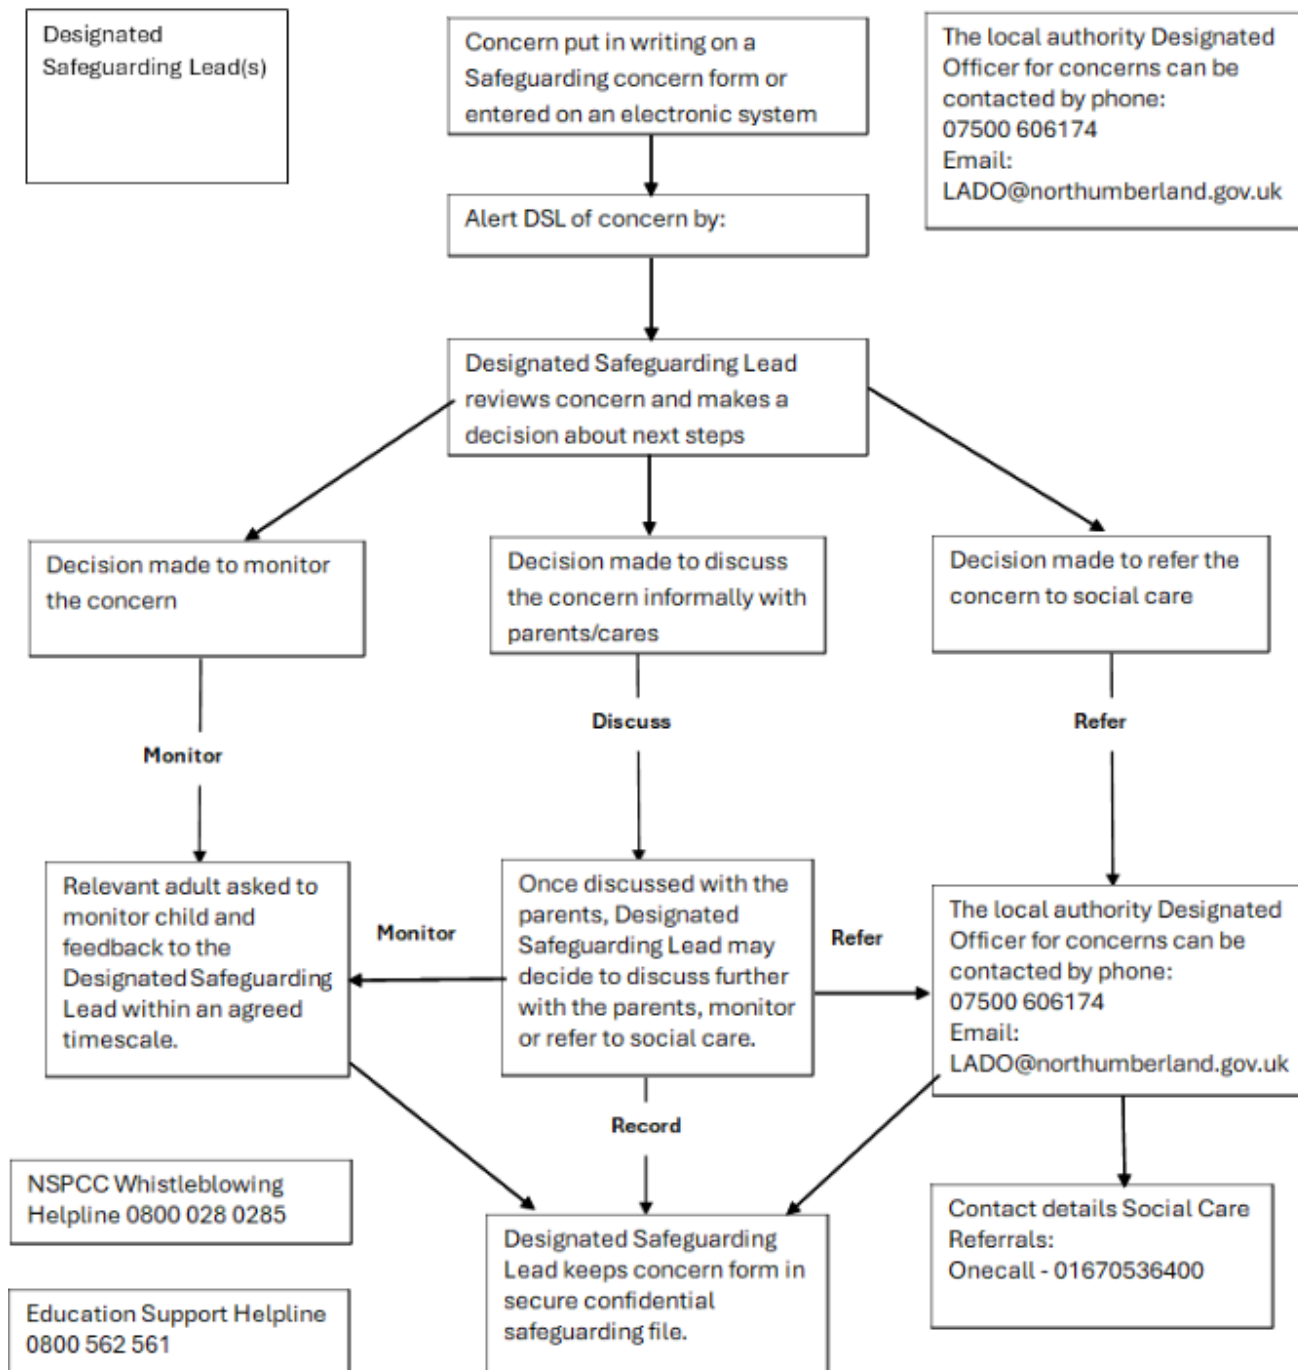 Designated
Safeguarding Lead(s)
Concern put in writing on a
Safeguarding concern form or
entered on an electronic system
The local authority Designated
Officer for concerns can be
contacted by phone:
07500 606174
Email:
LADO@northumberland.gov.uk
Alert DSL of concern by:
Designated Safeguarding Lead
reviews concern and makes a
decision about next steps
Decision made to monitor
the concern
Decision made to discuss
the concern informally with
parents/cares
Decision made to refer the
concern to social care
Monitor
Discuss
Refer
Relevant adult asked to
monitor child and
feedback to the
Designated Safeguarding
Lead within an agreed
timescale.
Monitor
Once discussed with the
parents, Designated
Safeguarding Lead may
decide to discuss further
with the parents, monitor
or refer to social care.
Refer
The local authority Designated
Officer for concerns can be
contacted by phone:
07500 606174
Email:
LADO@northumberland.gov.uk
Record
NSPCC Whistleblowing
Helpline 0800 028 0285
Education Support Helpline
0800 562 561
Designated Safeguarding
Lead keeps concern form in
secure confidential
safeguarding file.
Contact details Social Care
Referrals:
Onecall - 01670536400